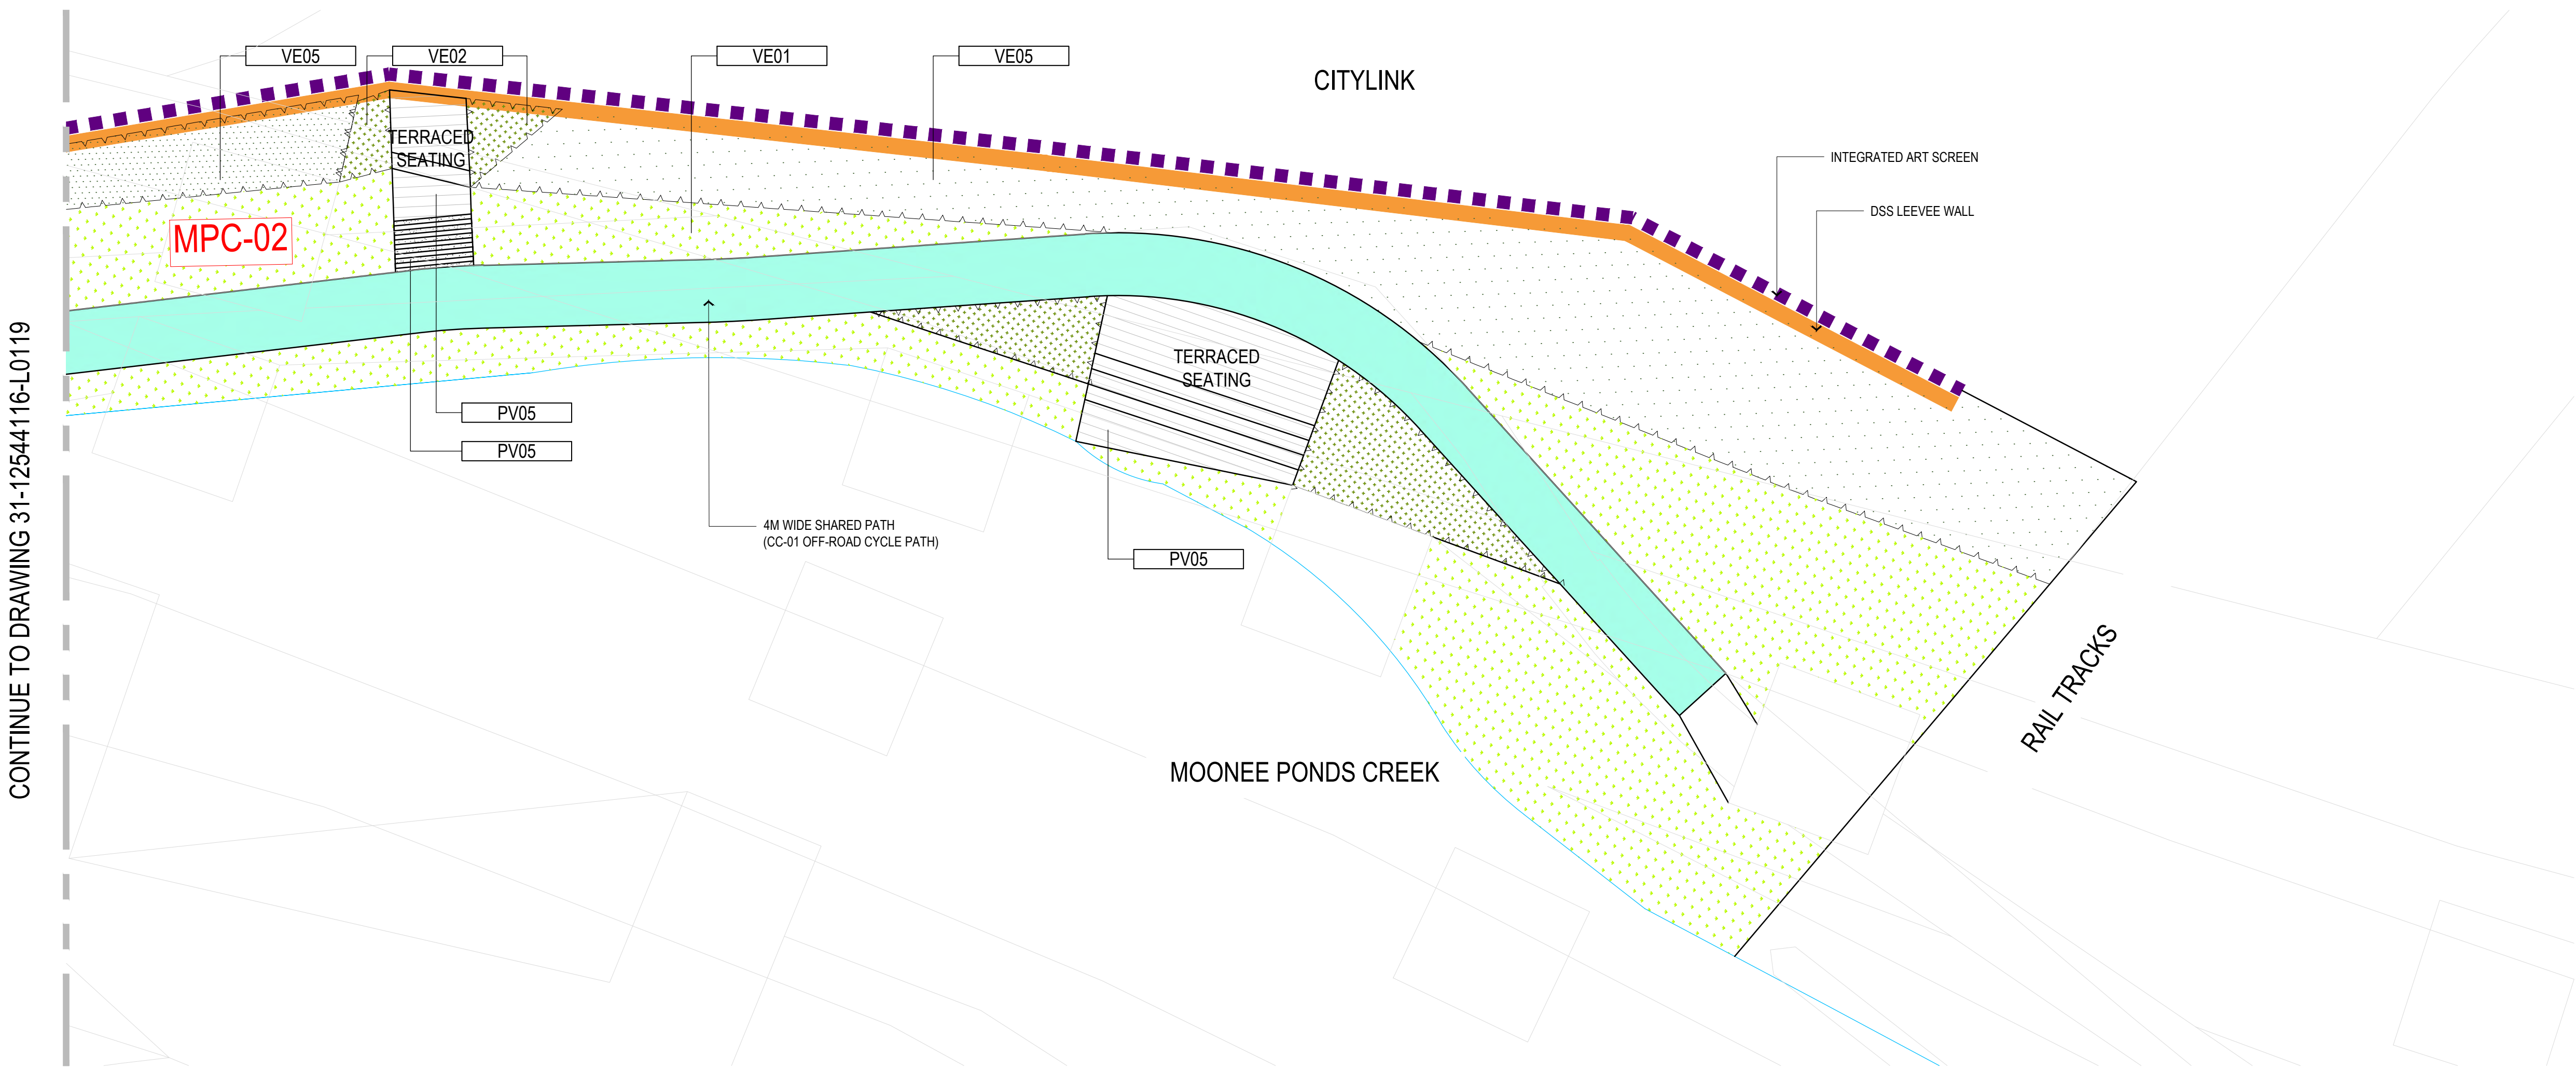 VE05
VE02
VE01
VE05
CITYLINK
TERRACED
SEATING
INTEGRATED ART SCREEN
DSS LEEVEE WALL
MPC-02
TERRACED
SEATING
PV05
PV05
4M WIDE SHARED PATH
(CC-01 OFF-ROAD CYCLE PATH)
PV05
CONTINUE TO DRAWING 31-12544116-L0119
RAIL TRACKS
MOONEE PONDS CREEK